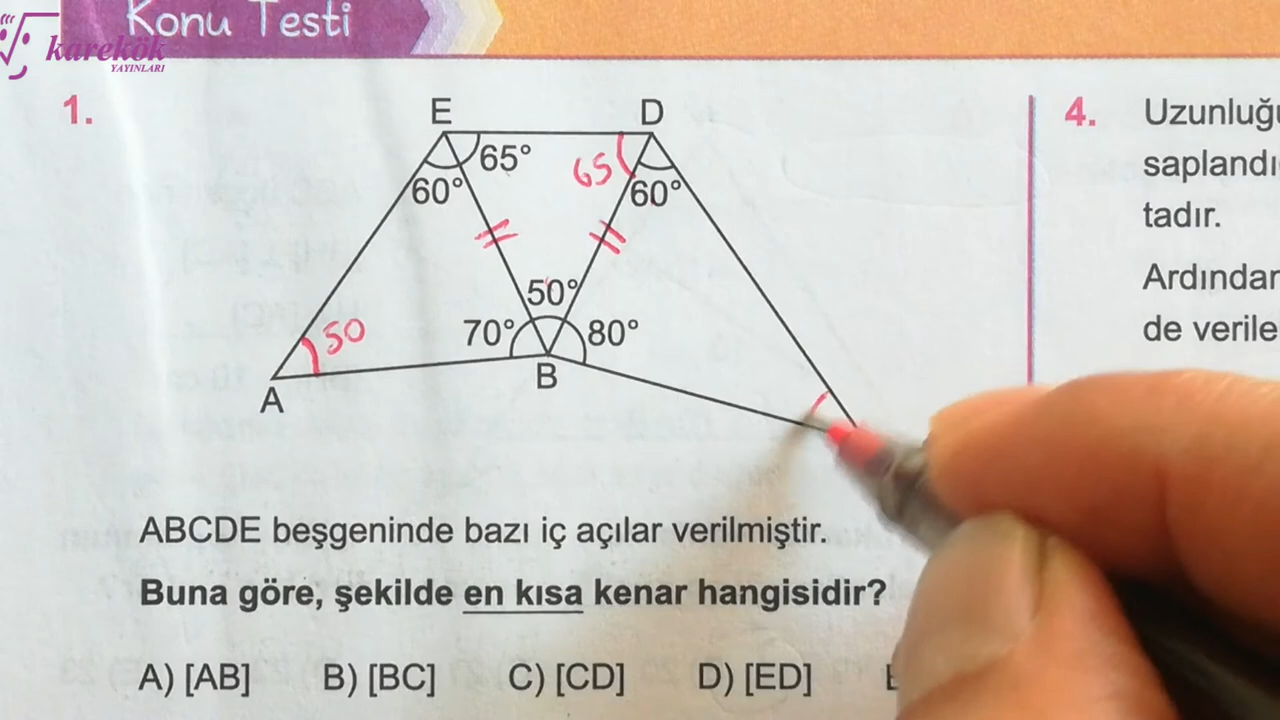 Konu Testi
karekök
YAYINLARI
1.
E
D
65°
65
60°
60°
50°
50
70°
80°
B
A
ABCDE beşgeninde bazı iç açılar verilmiştir.
Buna göre, şekilde en kısa kenar hangisidir?
A) [AB] B) [BC] C) [CD] D) [ED]
4.
Uzunluğu
saplandı
tadır.
Ardından
de verile